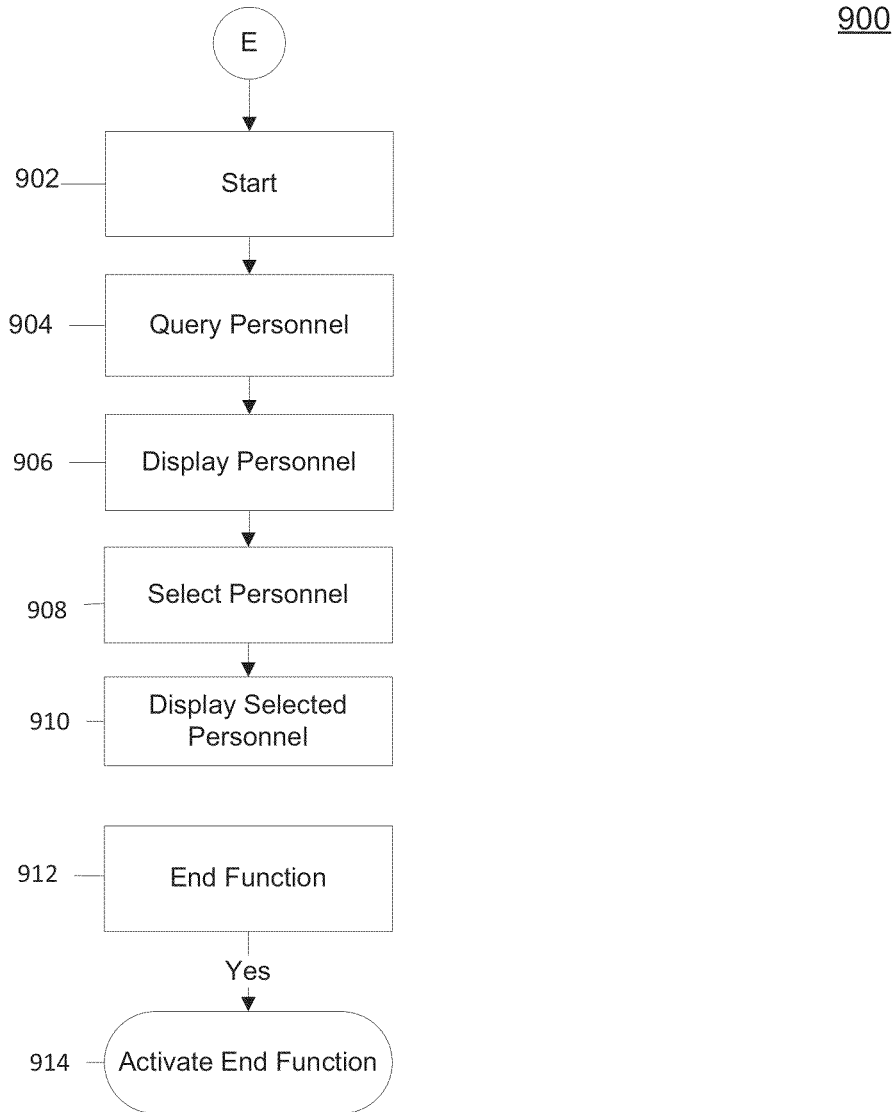 900
E
902
Start
904
Query Personnel
906
Display Personnel
908
Select Personnel
910
Display Selected
Personnel
912
End Function
Yes
914
Activate End Function